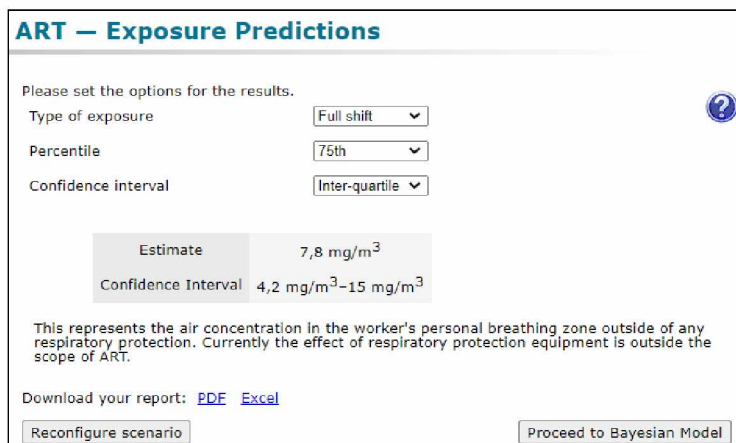 ART — Exposure Predictions
Please set the options for the results.
Type of exposure Full shift
Percentile 75th
Confidence interval Inter-quartile
?
Estimate 7,8 mg/m³
Confidence Interval 4,2 mg/m³–15 mg/m³
This represents the air concentration in the worker's personal breathing zone outside of any
respiratory protection. Currently the effect of respiratory protection equipment is outside the
scope of ART.
Download your report: PDF Excel
Reconfigure scenario Proceed to Bayesian Model